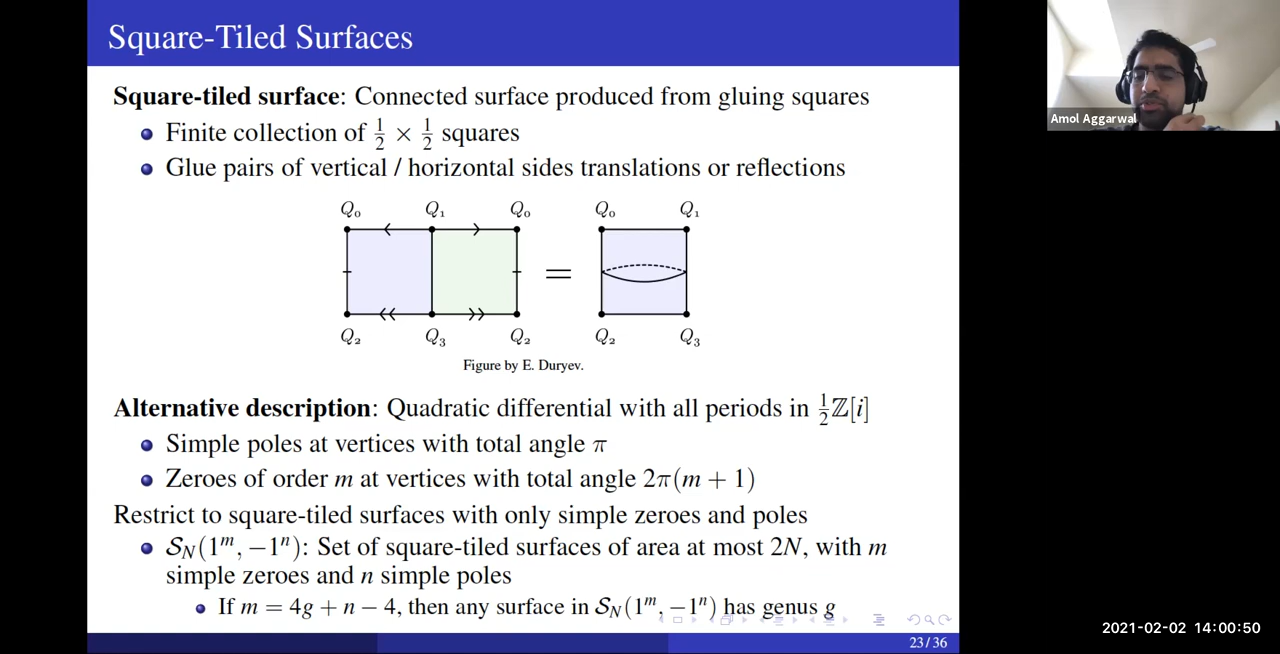 Square-Tiled Surfaces
Amol Aggarwal
Square-tiled surface: Connected surface produced from gluing squares
Finite collection of 1/2 × 1/2 squares
Glue pairs of vertical / horizontal sides translations or reflections
Q₀ Q₁ Q₀ Q₀ Q₁
=
Q₂ Q₃ Q₂ Q₂ Q₃
Figure by E. Duryev.
Alternative description: Quadratic differential with all periods in ½ℤ[i]
Simple poles at vertices with total angle π
Zeroes of order m at vertices with total angle 2π(m + 1)
Restrict to square-tiled surfaces with only simple zeroes and poles
𝒮_N(1^m, −1^n): Set of square-tiled surfaces of area at most 2N, with m
simple zeroes and n simple poles
If m = 4g + n − 4, then any surface in 𝒮_N(1^m, −1^n) has genus g
23/36
2021-02-02 14:00:50